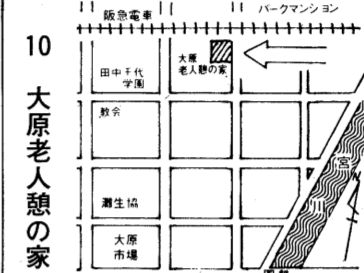 10 大原老人憩の家
阪急電車
パークマンション
大原
老人憩の家
田中千代
学園
教会
灘生協
大原
市場
宮
川